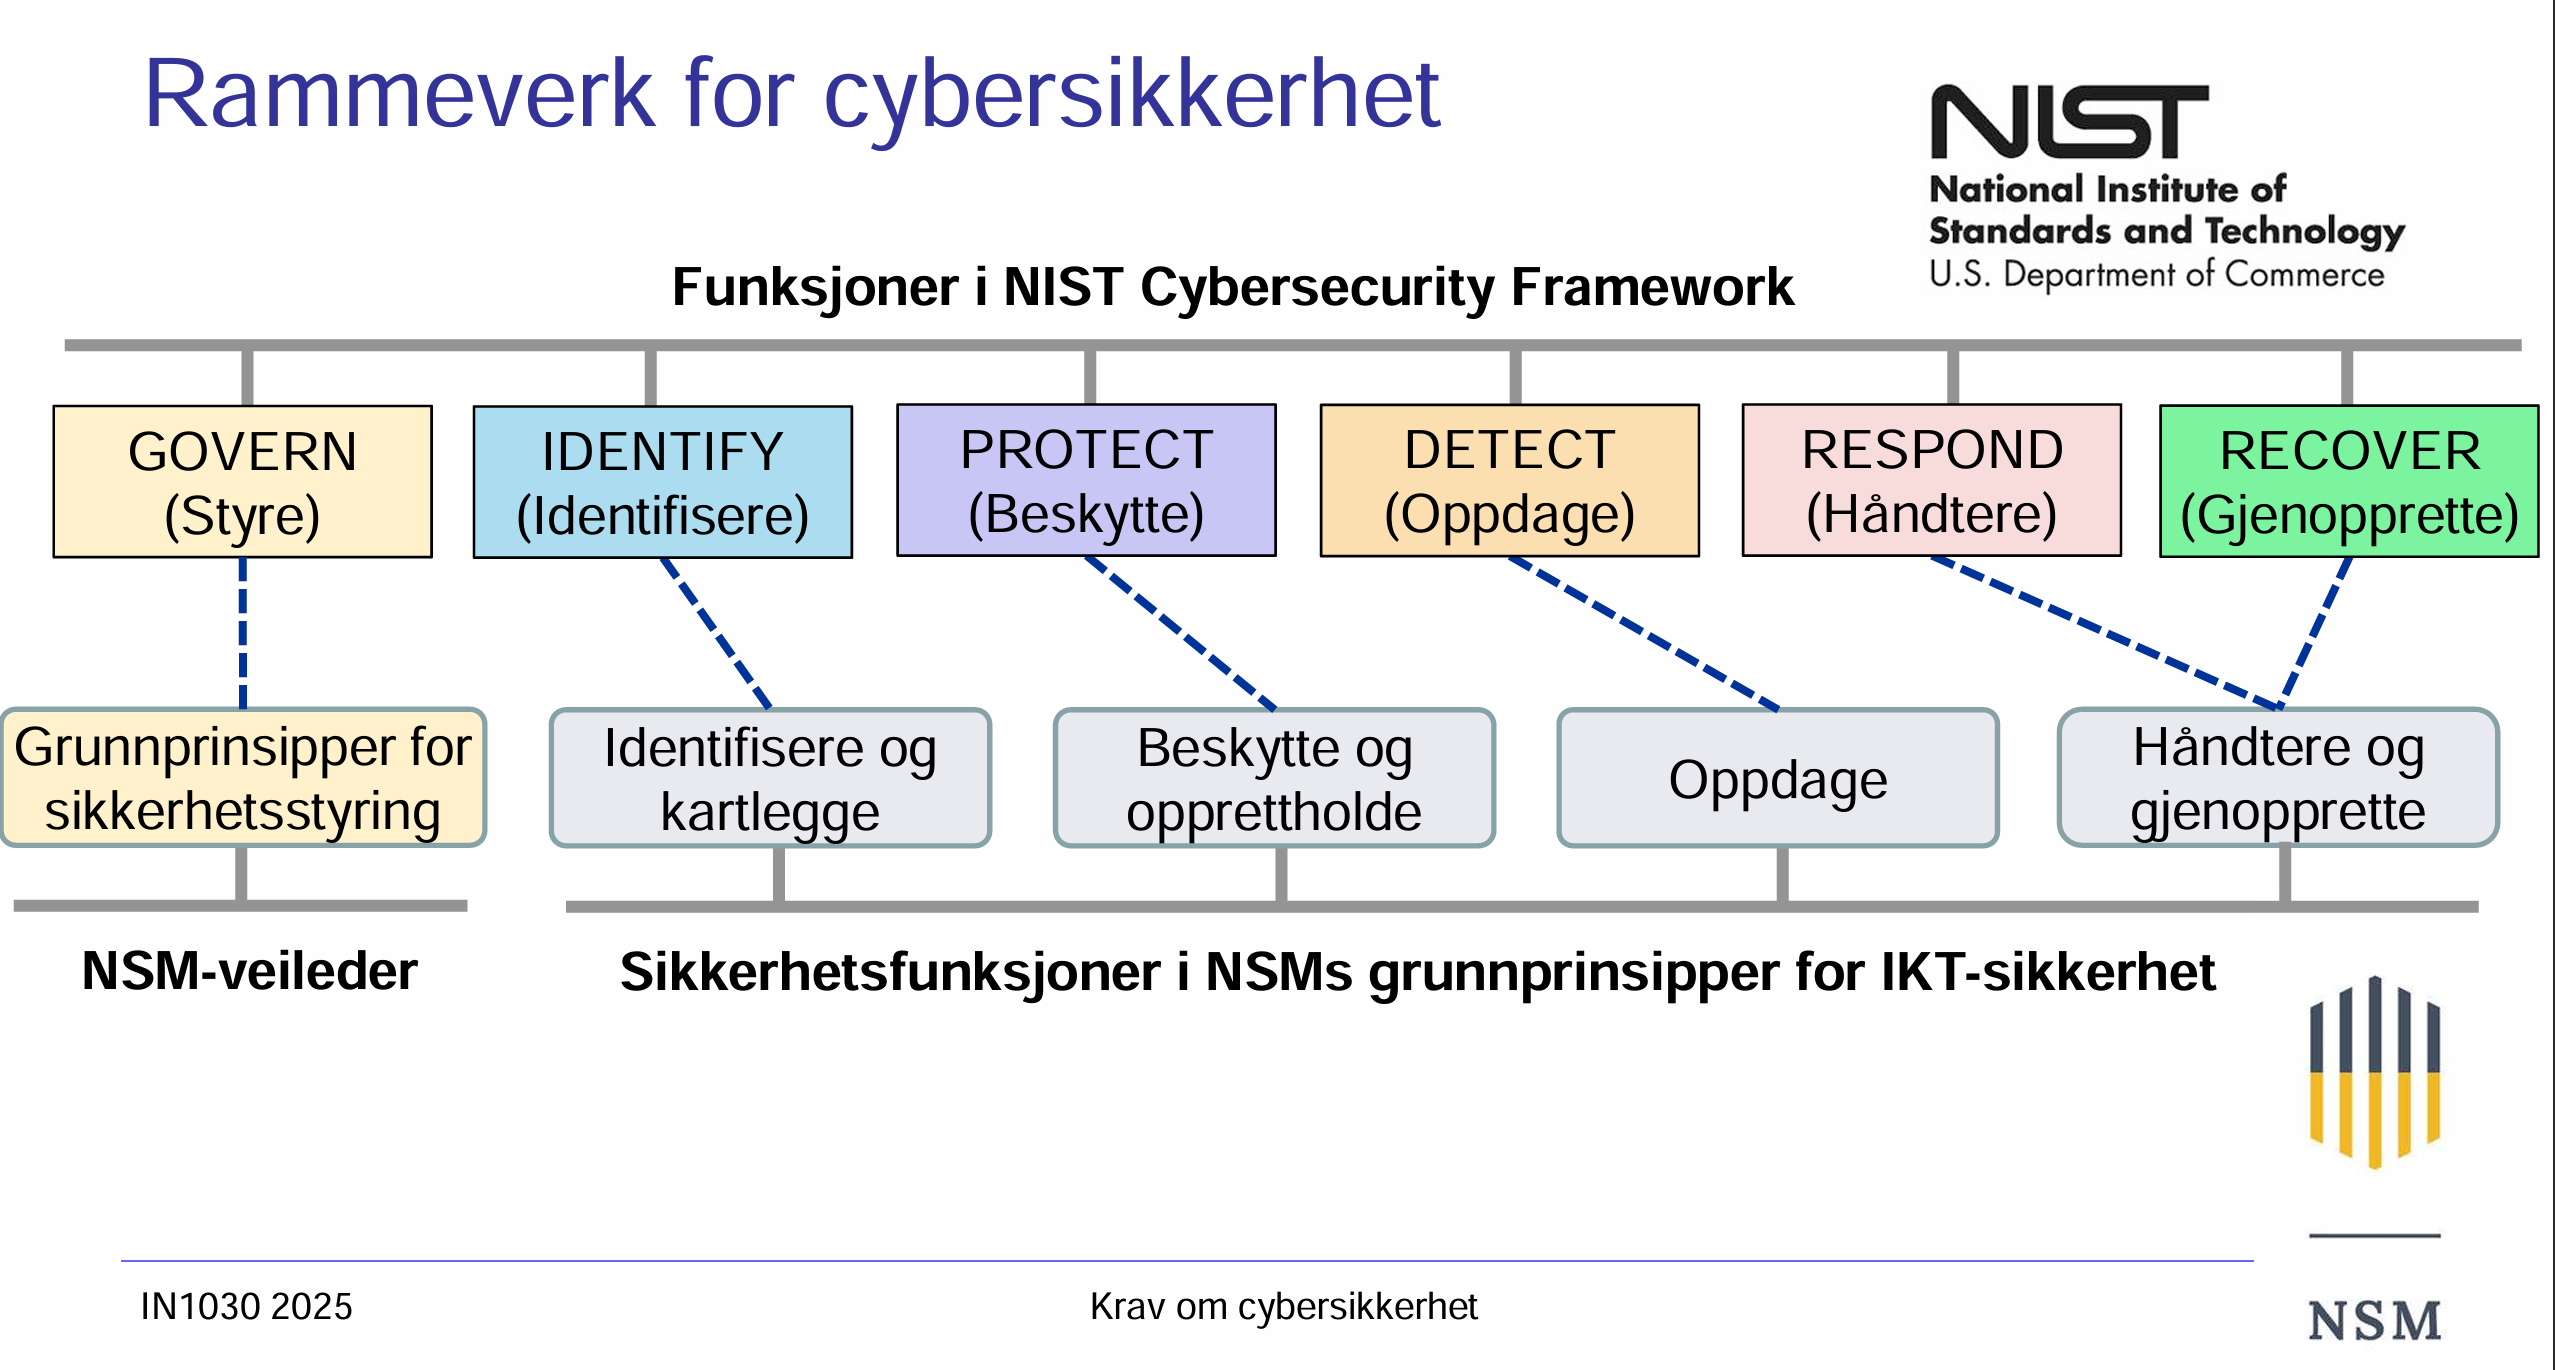 Rammeverk for cybersikkerhet
NIST
National Institute of
Standards and Technology
U.S. Department of Commerce
Funksjoner i NIST Cybersecurity Framework
GOVERN
(Styre)
IDENTIFY
(Identifisere)
PROTECT
(Beskytte)
DETECT
(Oppdage)
RESPOND
(Håndtere)
RECOVER
(Gjenopprette)
Grunnprinsipper for
sikkerhetsstyring
Identifisere og
kartlegge
Beskytte og
opprettholde
Oppdage
Håndtere og
gjenopprette
NSM-veileder
Sikkerhetsfunksjoner i NSMs grunnprinsipper for IKT-sikkerhet
NSM
IN1030 2025
Krav om cybersikkerhet